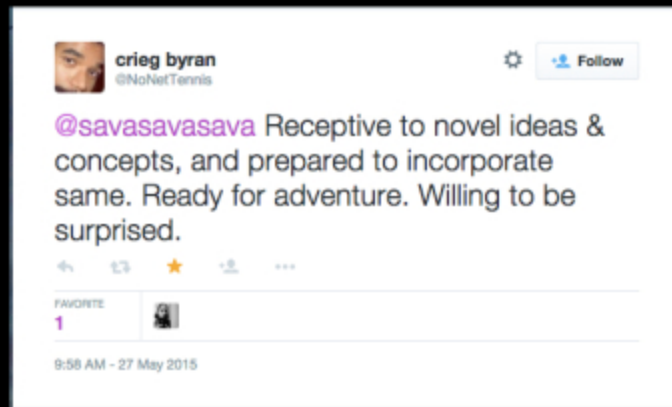 crieg byran
@NoNetTennis
Follow
@savasavasava Receptive to novel ideas &
concepts, and prepared to incorporate
same. Ready for adventure. Willing to be
surprised.
FAVORITE
1
9:58 AM - 27 May 2015